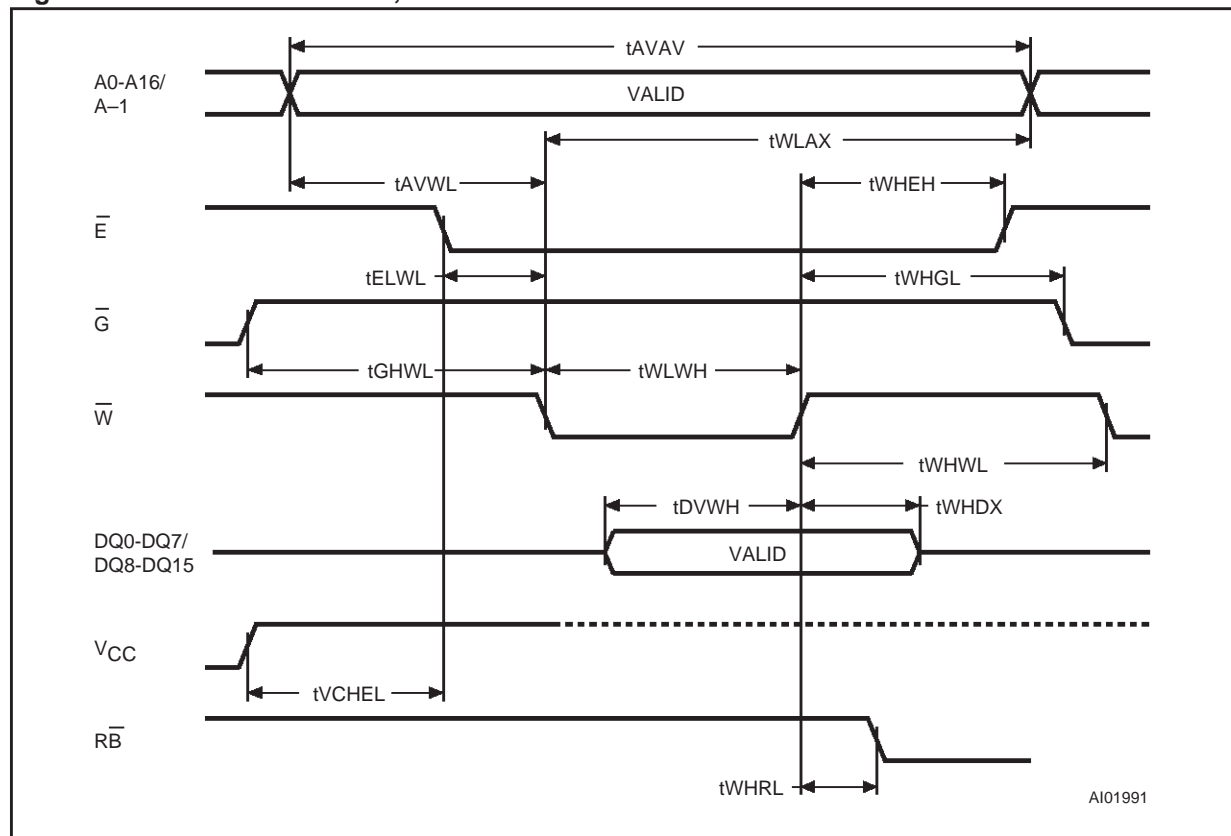 tAVAV
A0-A16/
A–1
VALID
tWLAX
tAVWL
tWHEH
E̅
tELWL
tWHGL
G̅
tGHWL
tWLWH
W̅
tWHWL
tDVWH
tWHDX
DQ0-DQ7/
DQ8-DQ15
VALID
VCC
tVCHEL
RB̅
tWHRL
AI01991